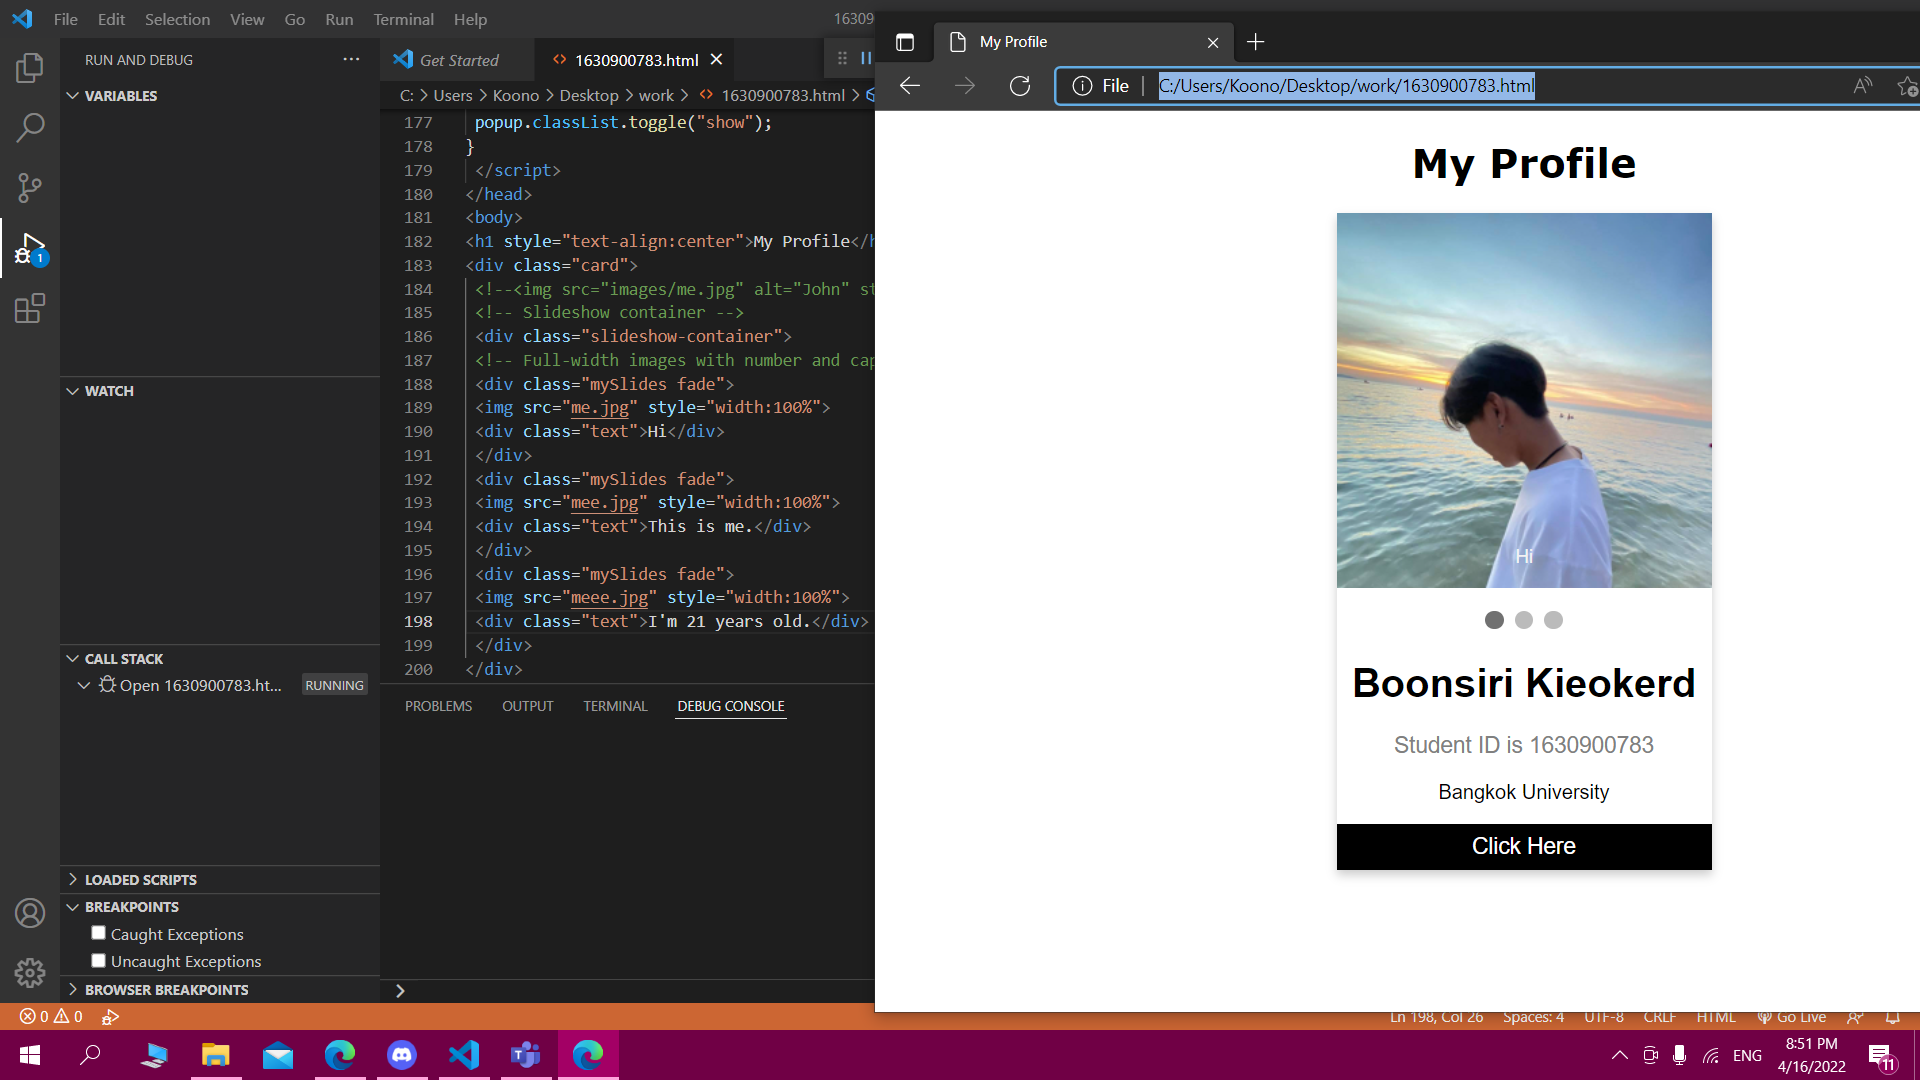 File Edit Selection View Go Run Terminal Help
16309
RUN AND DEBUG
VARIABLES
WATCH
CALL STACK
Open 1630900783.ht... RUNNING
LOADED SCRIPTS
BREAKPOINTS
Caught Exceptions
Uncaught Exceptions
BROWSER BREAKPOINTS
Get Started 1630900783.html
C: > Users > Koono > Desktop > work > 1630900783.html >
177 popup.classList.toggle("show");
178 }
179 </script>
180 </head>
181 <body>
182 <h1 style="text-align:center">My Profile</h
183 <div class="card">
184 <!--<img src="images/me.jpg" alt="John" st
185 <!-- Slideshow container -->
186 <div class="slideshow-container">
187 <!-- Full-width images with number and cap
188 <div class="mySlides fade">
189 <img src="me.jpg" style="width:100%">
190 <div class="text">Hi</div>
191 </div>
192 <div class="mySlides fade">
193 <img src="mee.jpg" style="width:100%">
194 <div class="text">This is me.</div>
195 </div>
196 <div class="mySlides fade">
197 <img src="meee.jpg" style="width:100%">
198 <div class="text">I'm 21 years old.</div>
199 </div>
200 </div>
PROBLEMS OUTPUT TERMINAL DEBUG CONSOLE
My Profile
File C:/Users/Koono/Desktop/work/1630900783.html
My Profile
Hi
Boonsiri Kieokerd
Student ID is 1630900783
Bangkok University
Click Here
0 0
Ln 198, Col 26 Spaces: 4 UTF-8 CRLF HTML Go Live
1
ENG
8:51 PM
4/16/2022
11